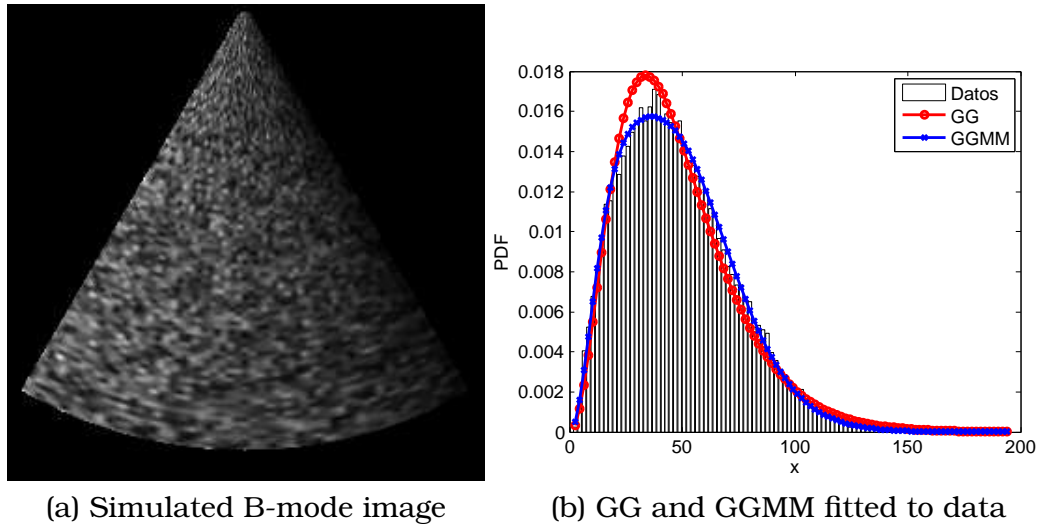 0.018
0.016
0.014
0.012
0.01
0.008
0.006
0.004
0.002
0
PDF
0 50 100 150 200
x
Datos
GG
GGMM
(a) Simulated B-mode image
(b) GG and GGMM fitted to data